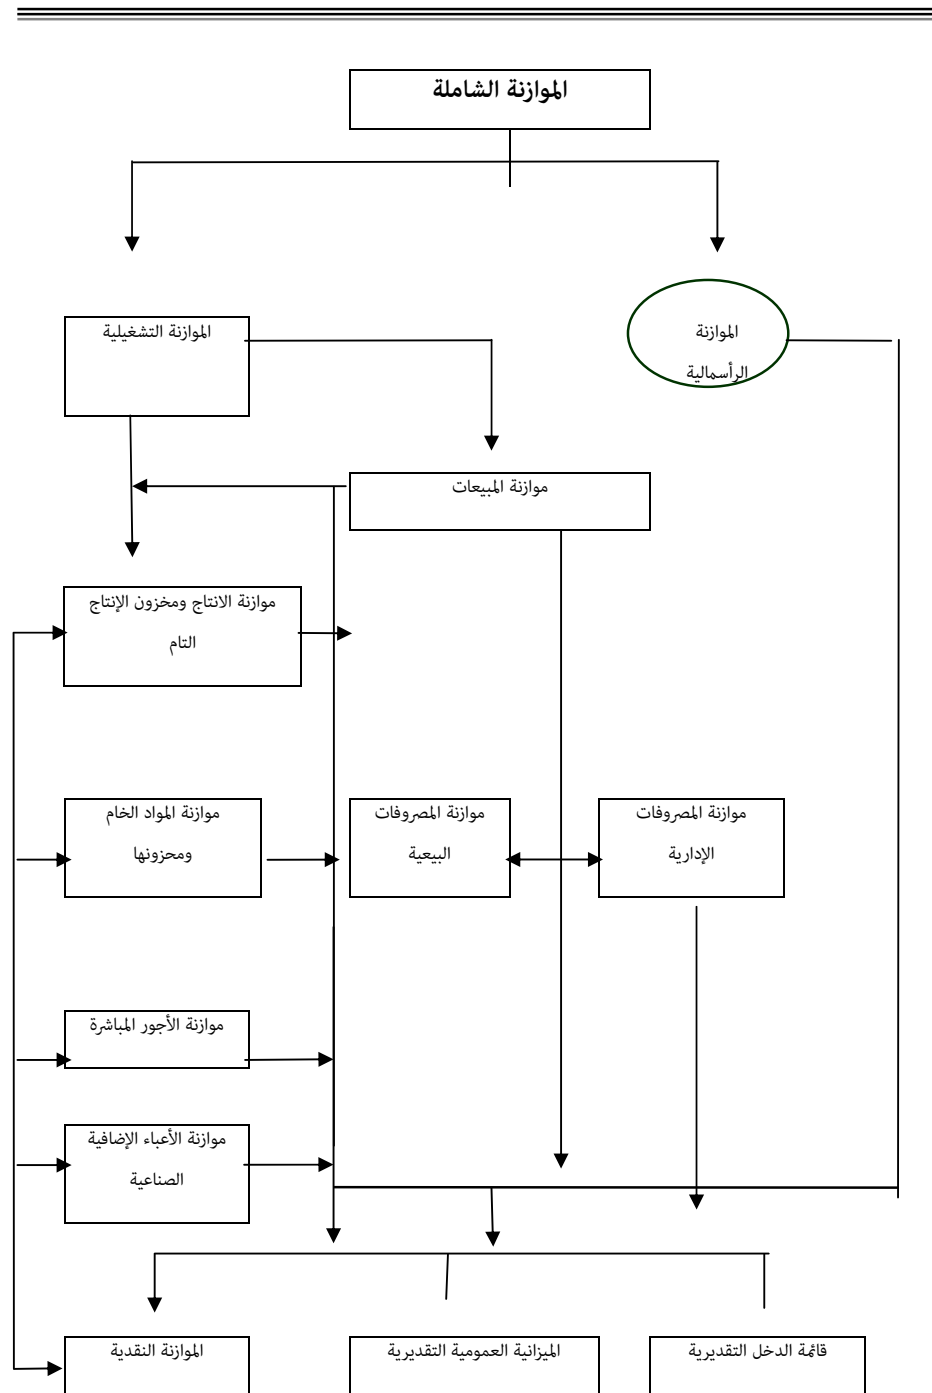 الموازنة الشاملة
الموازنة
الرأسمالية
الموازنة التشغيلية
موازنة المبيعات
موازنة الانتاج ومخزون الإنتاج
التام
موازنة المصروفات
الإدارية
موازنة المصروفات
البيعية
موازنة المواد الخام
ومحزونها
موازنة الأجور المباشرة
موازنة الأعباء الإضافية
الصناعية
قائمة الدخل التقديرية
الميزانية العمومية التقديرية
الموازنة النقدية